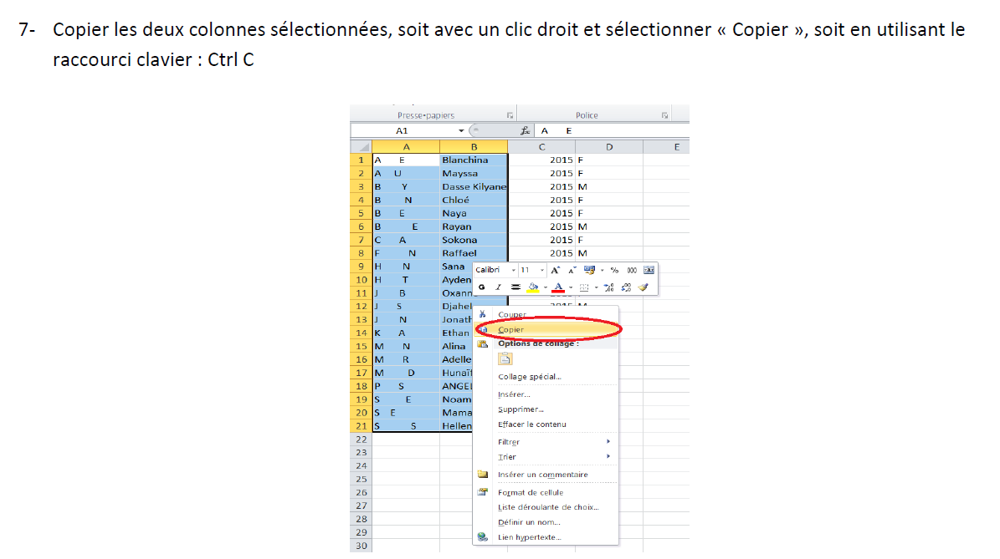 7- Copier les deux colonnes sélectionnées, soit avec un clic droit et sélectionner « Copier », soit en utilisant le
raccourci clavier : Ctrl C
Presse-papiers Police
A1 fx A E
A B C D E
1 A E Blanchina 2015 F
2 A U Mayssa 2015 F
3 B Y Dasse Kilyane 2015 M
4 B N Chloé 2015 F
5 B E Naya 2015 F
6 B E Rayan 2015 M
7 C A Sokona 2015 F
8 F N Raffael 2015 M
9 H N Sana
Calibri 11 A A % 000
10 H T Ayden
G I A
11 J B Oxann
12 J S Djahel
Couper
13 J N Jonath
Copier
14 K A Ethan
Options de collage :
15 M N Alina
16 M R Adelle
17 M D Hunaït
Collage spécial...
18 P S ANGEL
Insérer...
19 S E Noam
Supprimer...
20 S E Mama
Effacer le contenu
21 S S Hellen
22
Filtrer
23
Trier
24
Insérer un commentaire
25
26
Format de cellule
27
Liste déroulante de choix...
28
Définir un nom...
29
Lien hypertexte...
30